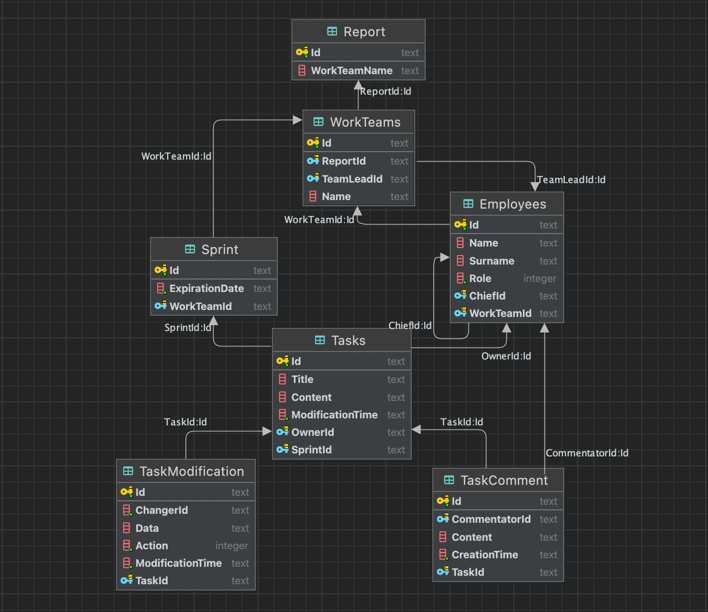 Report
Id text
WorkTeamName text
ReportId:Id
WorkTeams
Id text
ReportId text
TeamLeadId text
Name text
WorkTeamId:Id
TeamLeadId:Id
WorkTeamId:Id
Employees
Id text
Name text
Surname text
Role integer
ChiefId text
WorkTeamId text
Sprint
Id text
ExpirationDate text
WorkTeamId text
SprintId:Id
ChiefId:Id
OwnerId:Id
Tasks
Id text
Title text
Content text
ModificationTime text
OwnerId text
SprintId text
TaskId:Id
TaskId:Id
CommentatorId:Id
TaskModification
Id text
ChangerId text
Data text
Action integer
ModificationTime text
TaskId text
TaskComment
Id text
CommentatorId text
Content text
CreationTime text
TaskId text